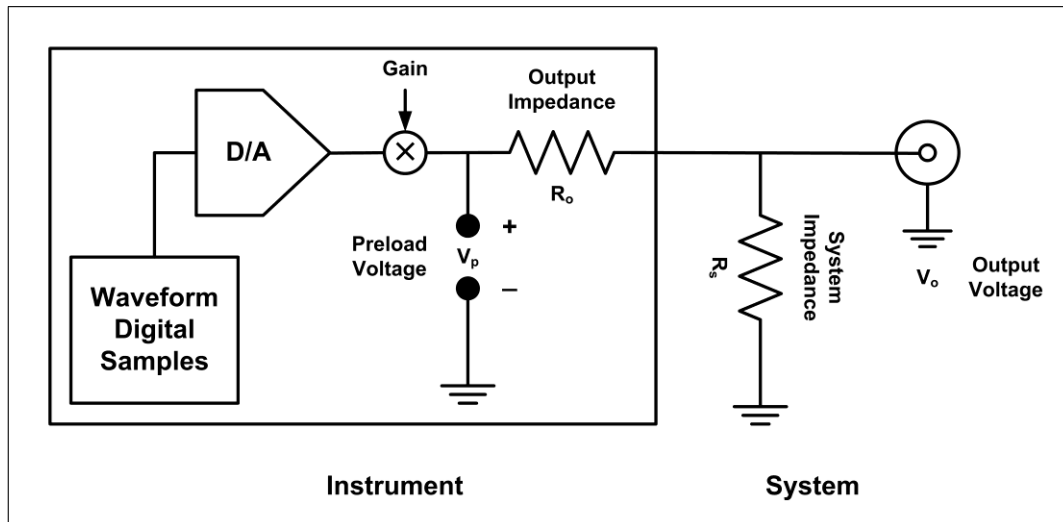 Gain
Output
Impedance
D/A
×
Rₒ
Preload
Voltage
+
Vₚ
–
Waveform
Digital
Samples
System
Impedance
Rₛ
Vₒ
Output
Voltage
Instrument
System